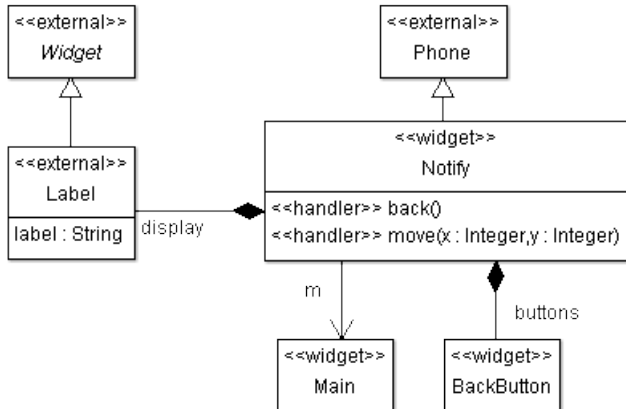 <<external>>
Widget
<<external>>
Phone
<<external>>
Label
label : String
<<widget>>
Notify
<<handler>> back()
<<handler>> move(x : Integer,y : Integer)
display
m
buttons
<<widget>>
Main
<<widget>>
BackButton